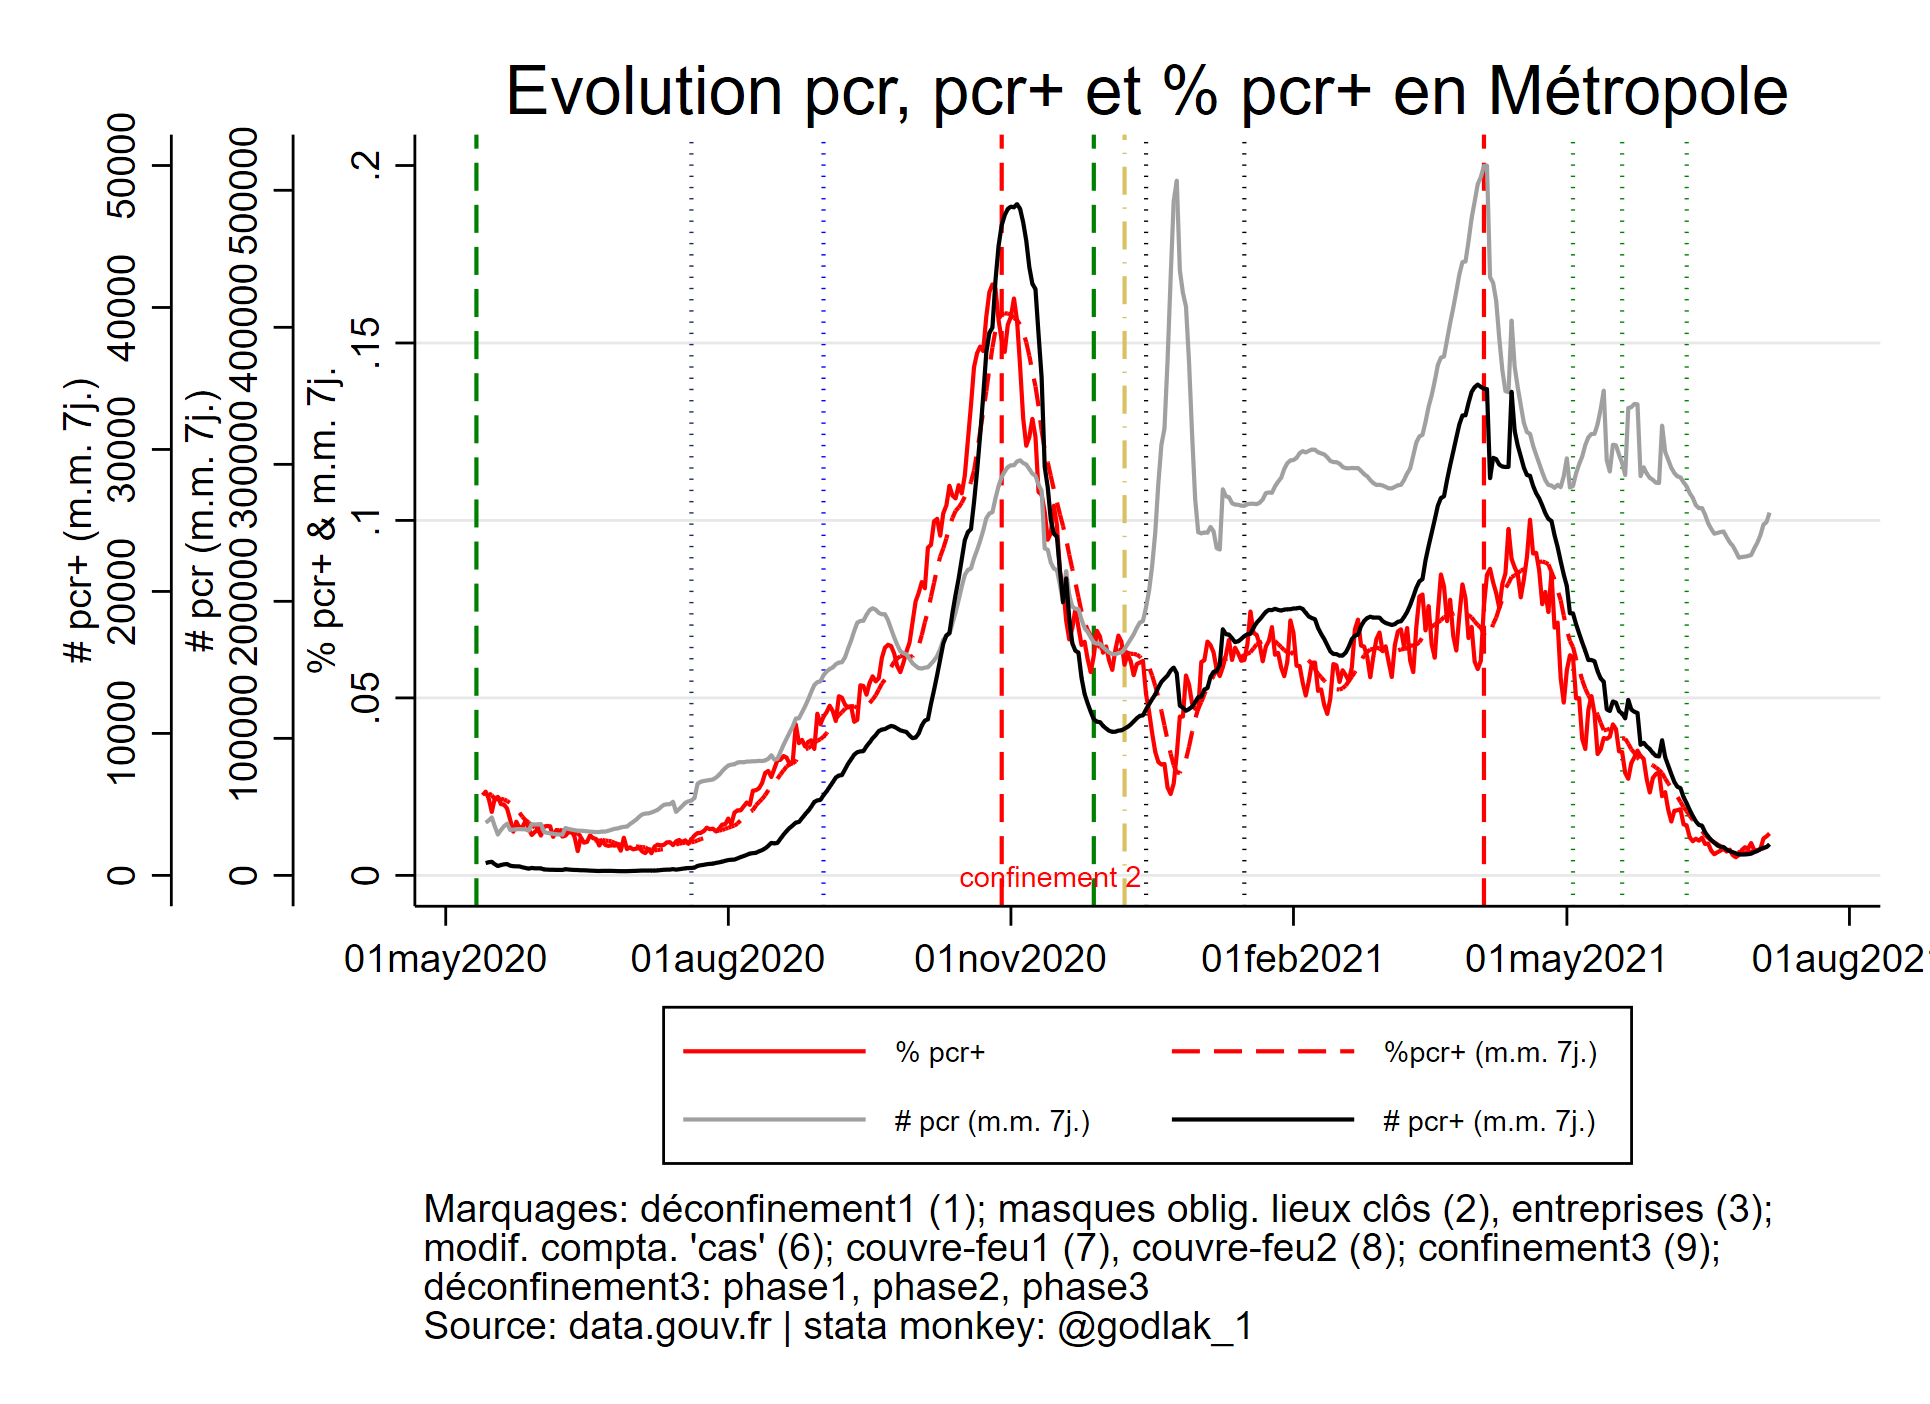 Evolution pcr, pcr+ et % pcr+ en Métropole
# pcr+ (m.m. 7j.)
0 10000 20000 30000 40000 50000
# pcr (m.m. 7j.)
0 100000 200000 300000 400000 500000
% pcr+ & m.m. 7j.
0 .05 .1 .15 .2
confinement 2
01may2020 01aug2020 01nov2020 01feb2021 01may2021 01aug2021
% pcr+ %pcr+ (m.m. 7j.)
# pcr (m.m. 7j.) # pcr+ (m.m. 7j.)
Marquages: déconfinement1 (1); masques oblig. lieux clôs (2), entreprises (3);
modif. compta. 'cas' (6); couvre-feu1 (7), couvre-feu2 (8); confinement3 (9);
déconfinement3: phase1, phase2, phase3
Source: data.gouv.fr | stata monkey: @godlak_1